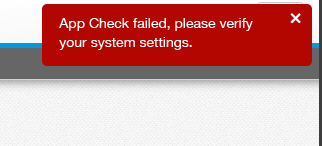 App Check failed, please verify
your system settings.